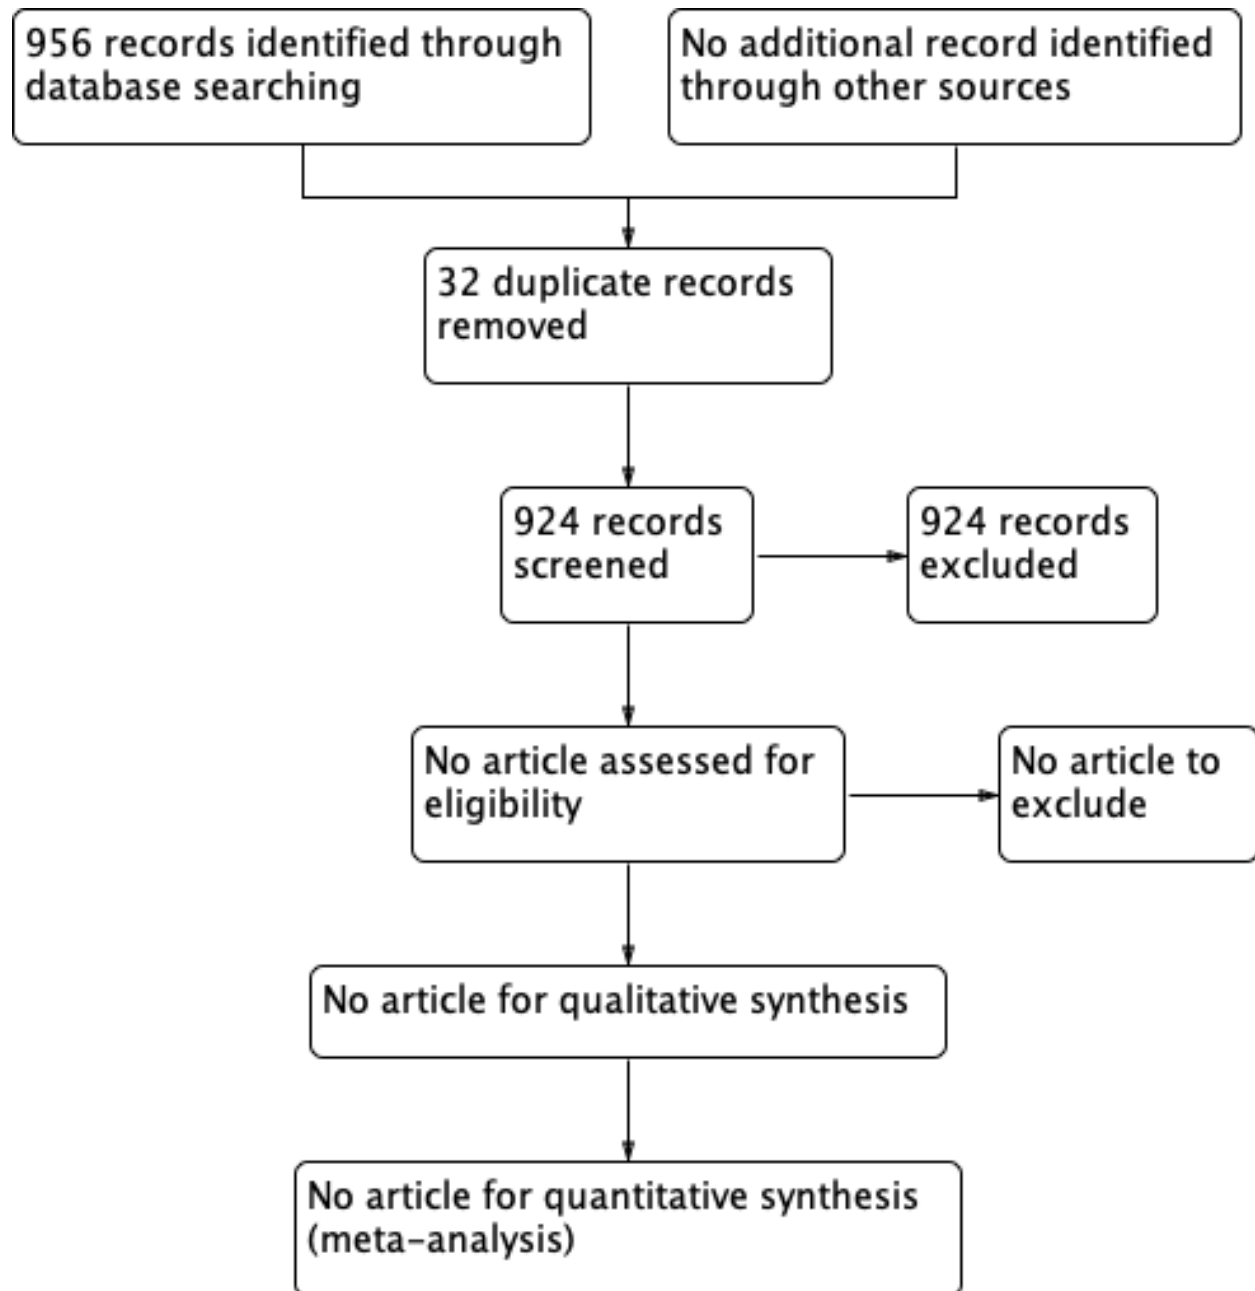 956 records identified through
database searching
No additional record identified
through other sources
32 duplicate records
removed
924 records
screened
924 records
excluded
No article assessed for
eligibility
No article to
exclude
No article for qualitative synthesis
No article for quantitative synthesis
(meta-analysis)